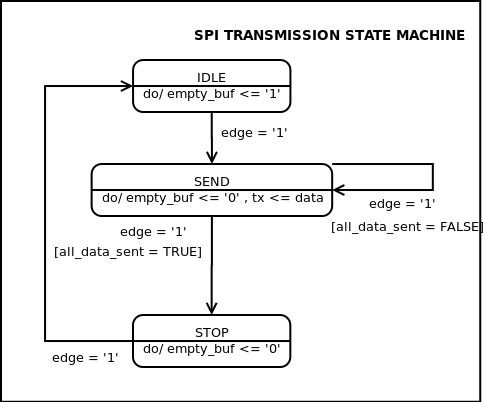 SPI TRANSMISSION STATE MACHINE
IDLE
do/ empty_buf <= '1'
edge = '1'
SEND
do/ empty_buf <= '0' , tx <= data
edge = '1'
[all_data_sent = FALSE]
edge = '1'
[all_data_sent = TRUE]
STOP
do/ empty_buf <= '0'
edge = '1'